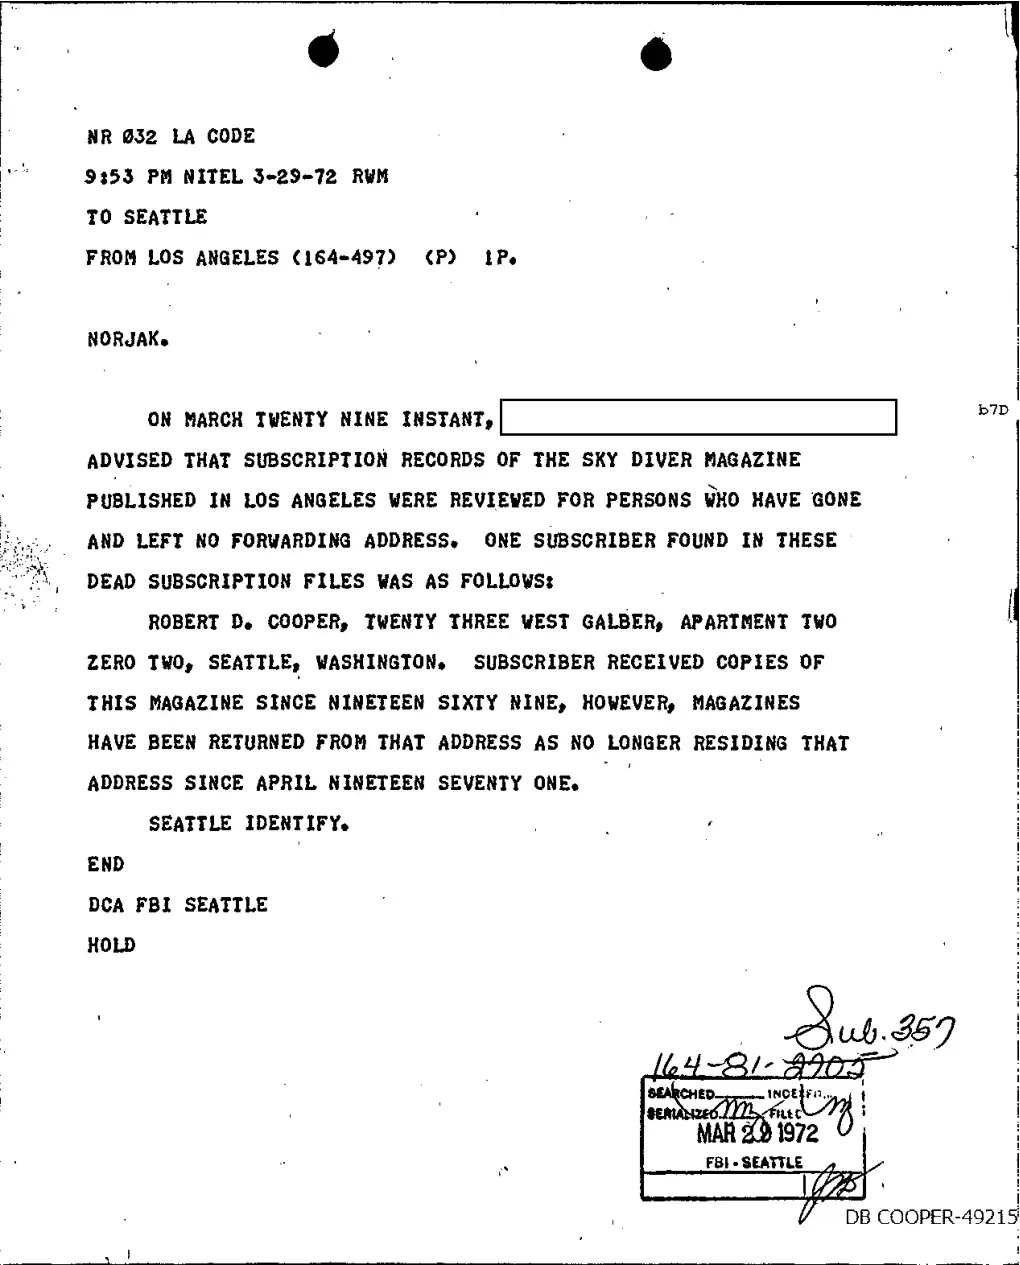 NR 032 LA CODE
9:53 PM NITEL 3-29-72 RWM
TO SEATTLE
FROM LOS ANGELES (164-497) (P) 1P.
NORJAK.
ON MARCH TWENTY NINE INSTANT,
b7D
ADVISED THAT SUBSCRIPTION RECORDS OF THE SKY DIVER MAGAZINE
PUBLISHED IN LOS ANGELES WERE REVIEWED FOR PERSONS WHO HAVE GONE
AND LEFT NO FORWARDING ADDRESS. ONE SUBSCRIBER FOUND IN THESE
DEAD SUBSCRIPTION FILES WAS AS FOLLOWS:
ROBERT D. COOPER, TWENTY THREE WEST GALBER, APARTMENT TWO
ZERO TWO, SEATTLE, WASHINGTON. SUBSCRIBER RECEIVED COPIES OF
THIS MAGAZINE SINCE NINETEEN SIXTY NINE, HOWEVER, MAGAZINES
HAVE BEEN RETURNED FROM THAT ADDRESS AS NO LONGER RESIDING THAT
ADDRESS SINCE APRIL NINETEEN SEVENTY ONE.
SEATTLE IDENTIFY.
END
DCA FBI SEATTLE
HOLD
Sub. 357
164-81-2205
SEARCHED
SERIALIZED FILED
MAR 29 1972
FBI - SEATTLE
DB COOPER-49215